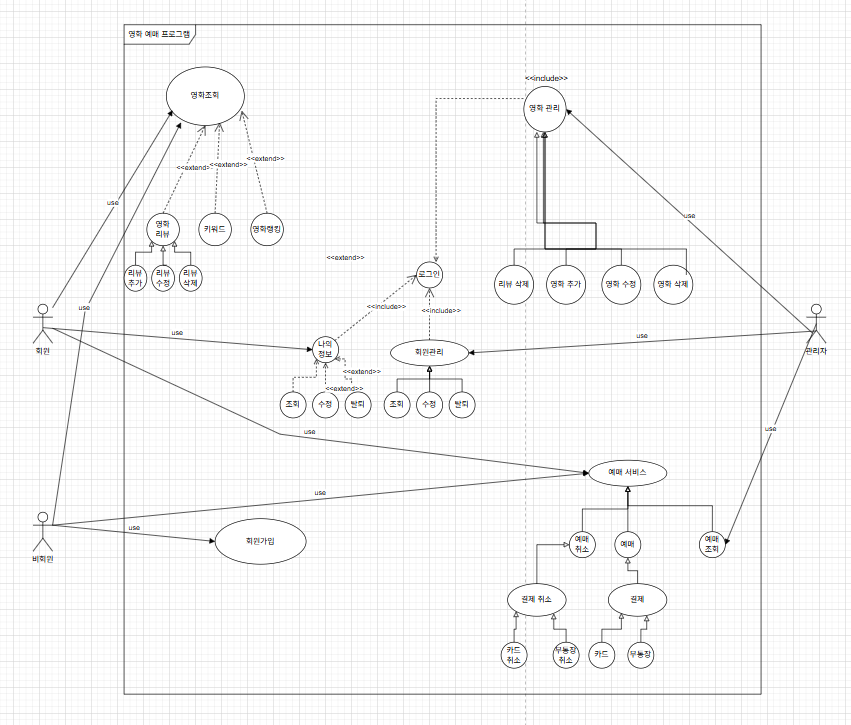 영화 예매 프로그램
<<include>>
영화조회
영화 관리
<<extend>>
<<extend>>
<<extend>>
use
use
영화
리뷰
키워드
영화랭킹
<<extend>>
리뷰
추가
리뷰
수정
리뷰
삭제
로그인
리뷰 삭제
영화 추가
영화 수정
영화 삭제
use
<<include>>
<<include>>
회원
use
나의
정보
회원관리
use
관리자
<<extend>>
<<extend>>
조회
수정
탈퇴
조회
수정
탈퇴
use
use
예매 서비스
use
비회원
use
회원가입
예매
취소
예매
예매
조회
결제 취소
결제
카드
취소
무통장
취소
카드
무통장